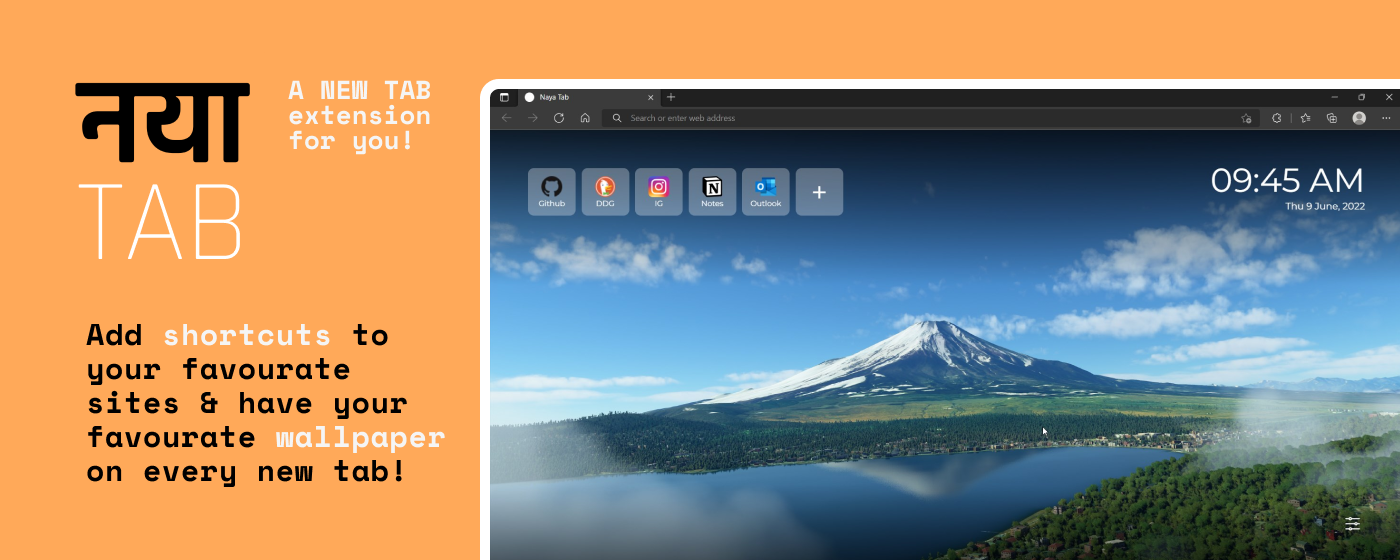 नया
TAB
A NEW TAB
extension
for you!
Add shortcuts to
your favourate
sites & have your
favourate wallpaper
on every new tab!
Naya Tab
Search or enter web address
Github
DDG
IG
Notes
Outlook
09:45 AM
Thu 9 June, 2022